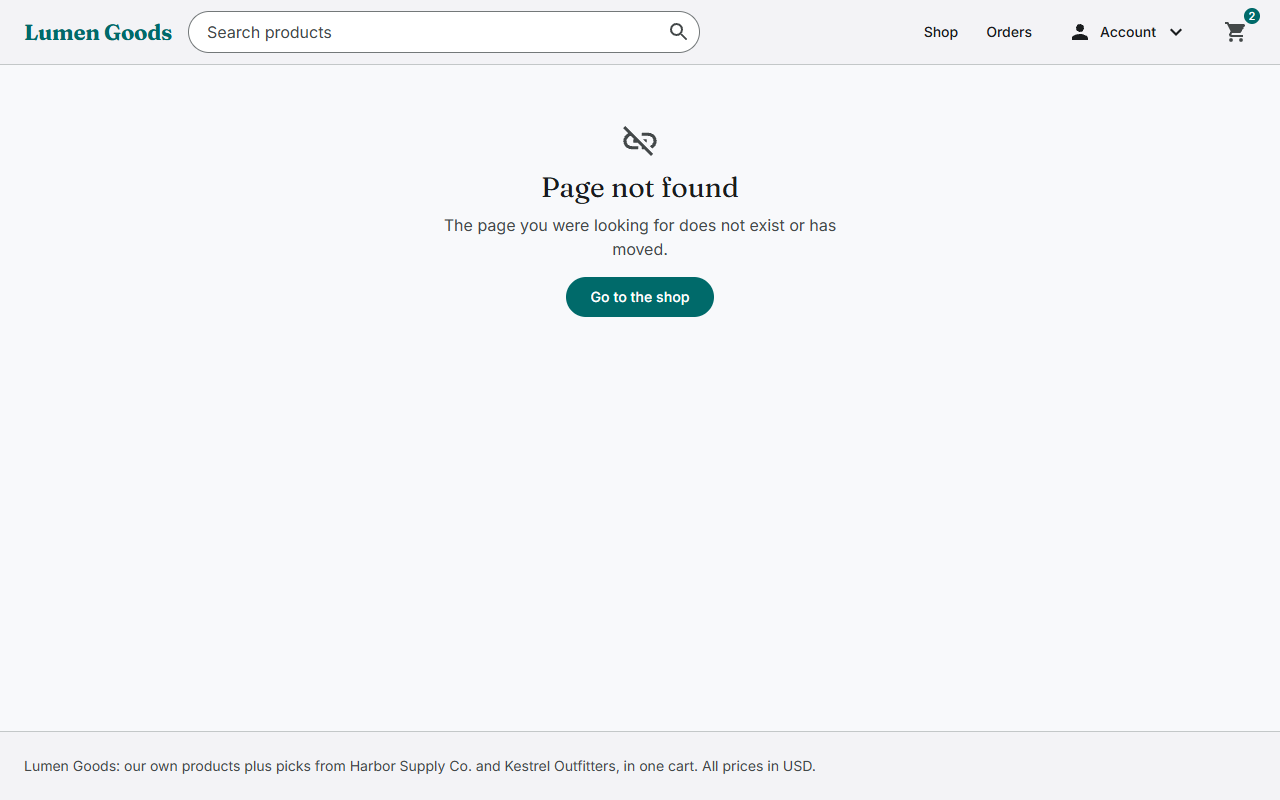 Lumen Goods
Search products
Shop
Orders
Account
2
Page not found
The page you were looking for does not exist or has
moved.
Go to the shop
Lumen Goods: our own products plus picks from Harbor Supply Co. and Kestrel Outfitters, in one cart. All prices in USD.